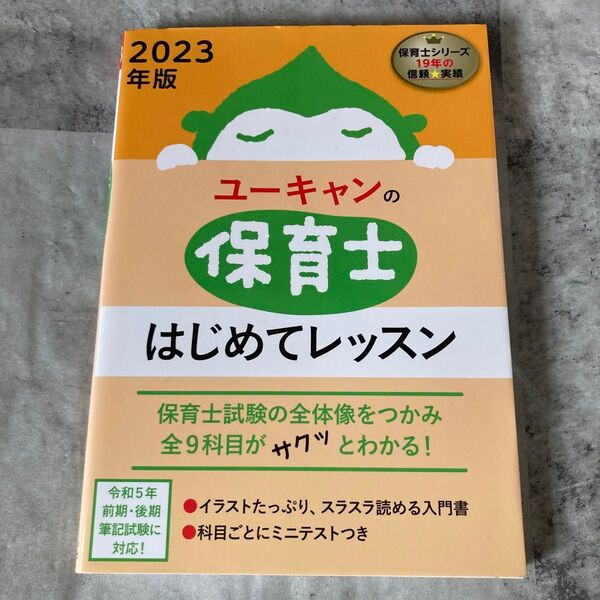 2023
年版
保育士シリーズ
19年の
信頼★実績
ユーキャンの
保育士
はじめてレッスン
保育士試験の全体像をつかみ
全9科目がサクッとわかる!
令和5年
前期・後期
筆記試験に
対応!
●イラストたっぷり、スラスラ読める入門書
●科目ごとにミニテストつき